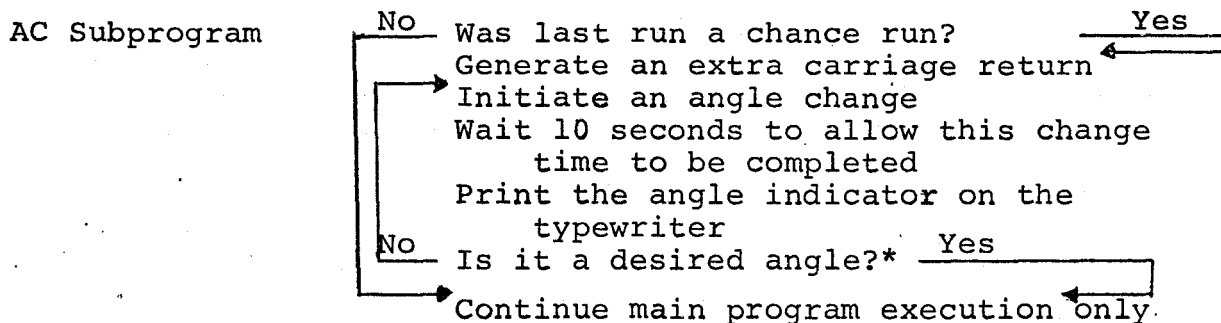 AC Subprogram No Was last run a chance run? Yes
Generate an extra carriage return
Initiate an angle change
Wait 10 seconds to allow this change
time to be completed
Print the angle indicator on the
typewriter
No Is it a desired angle?* Yes
Continue main program execution only.